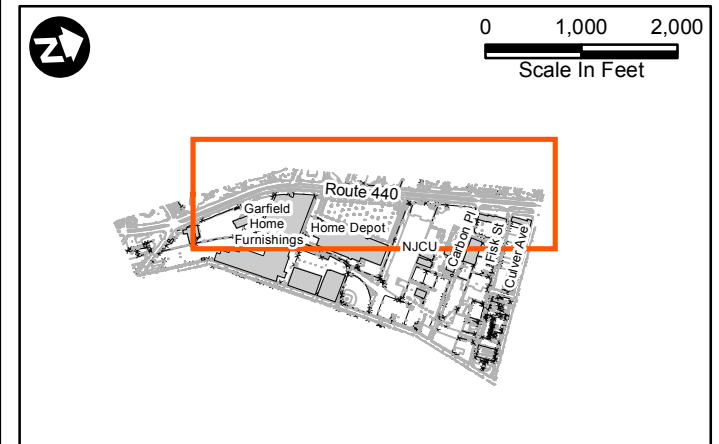 Z
0 1,000 2,000
Scale In Feet
Route 440
Garfield
Home
Furnishings
Home Depot
NJCU
Carbon Pl
Fisk St
Culver Ave